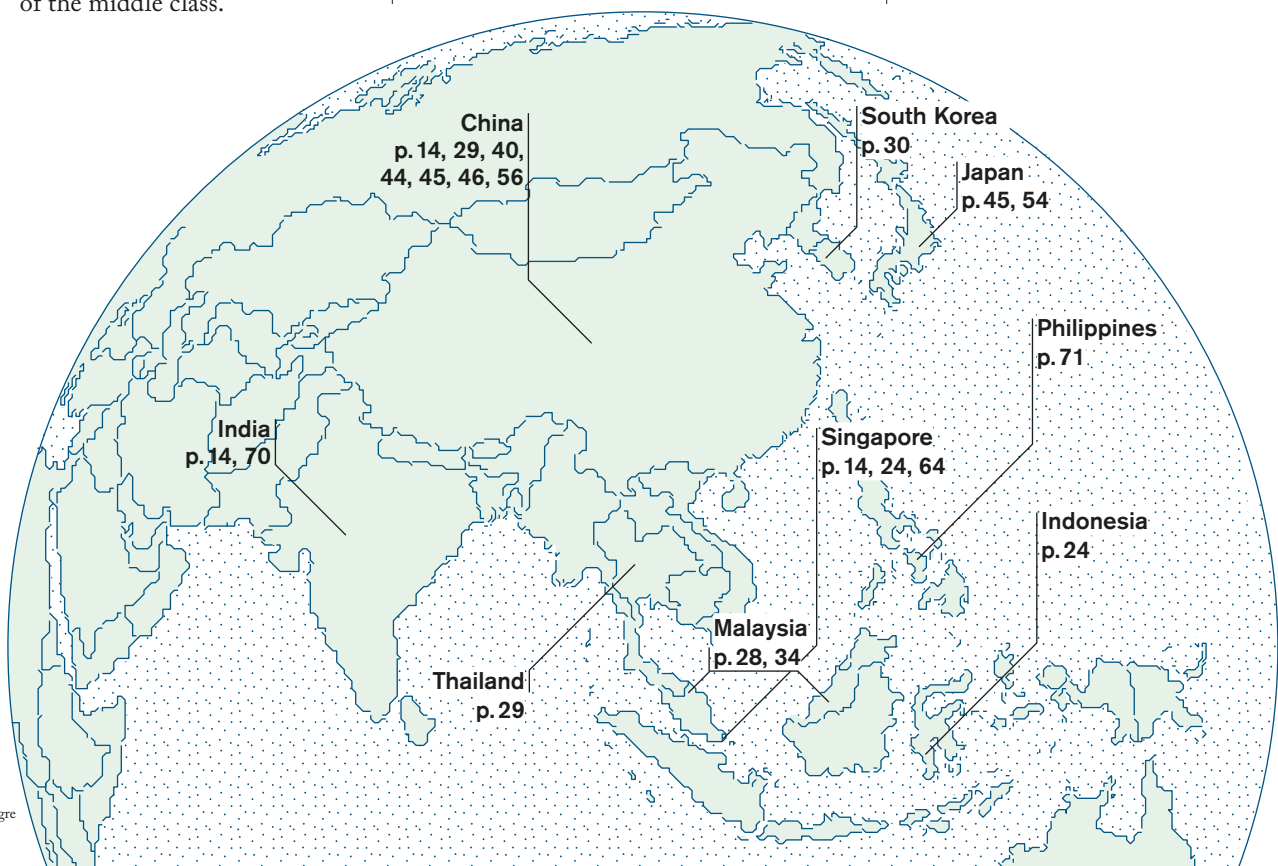 of the middle class.
China
p. 14, 29, 40,
44, 45, 46, 56
South Korea
p. 30
Japan
p. 45, 54
Philippines
p. 71
India
p. 14, 70
Singapore
p. 14, 24, 64
Indonesia
p. 24
Malaysia
p. 28, 34
Thailand
p. 29